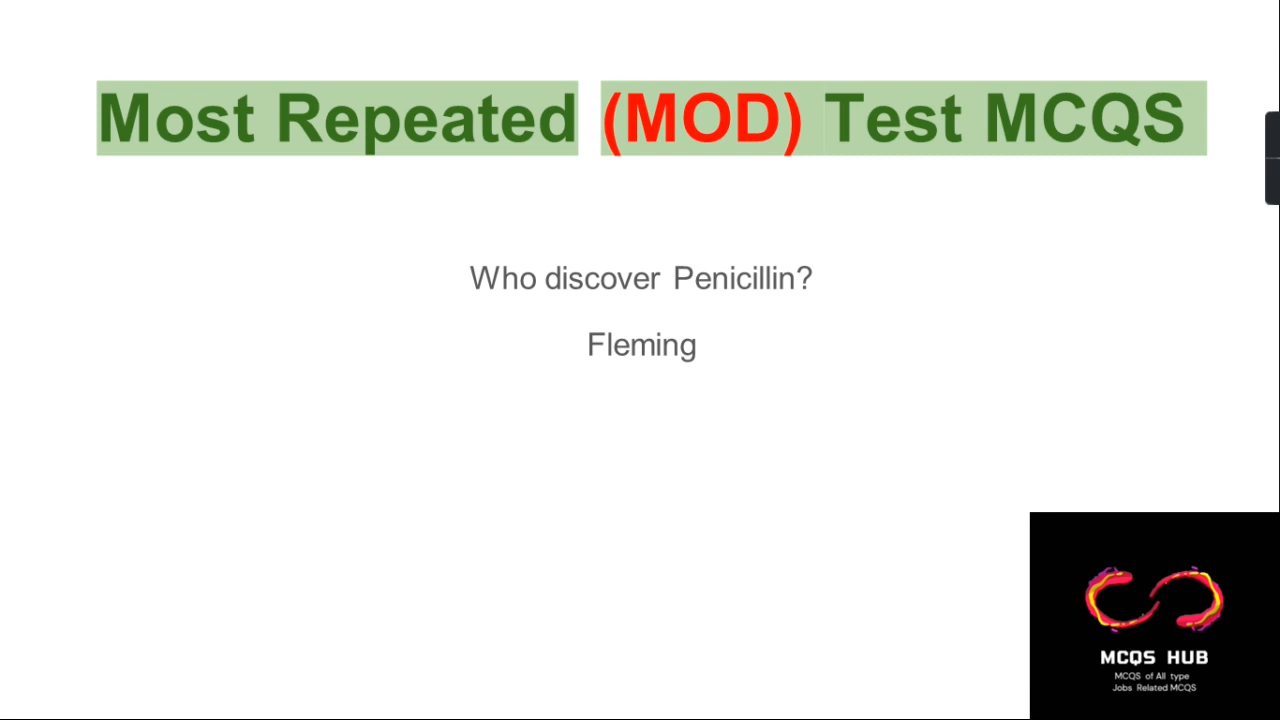 Most Repeated (MOD) Test MCQS
Who discover Penicillin?
Fleming
MCQS HUB
MCQS of All type
Jobs Related MCQS